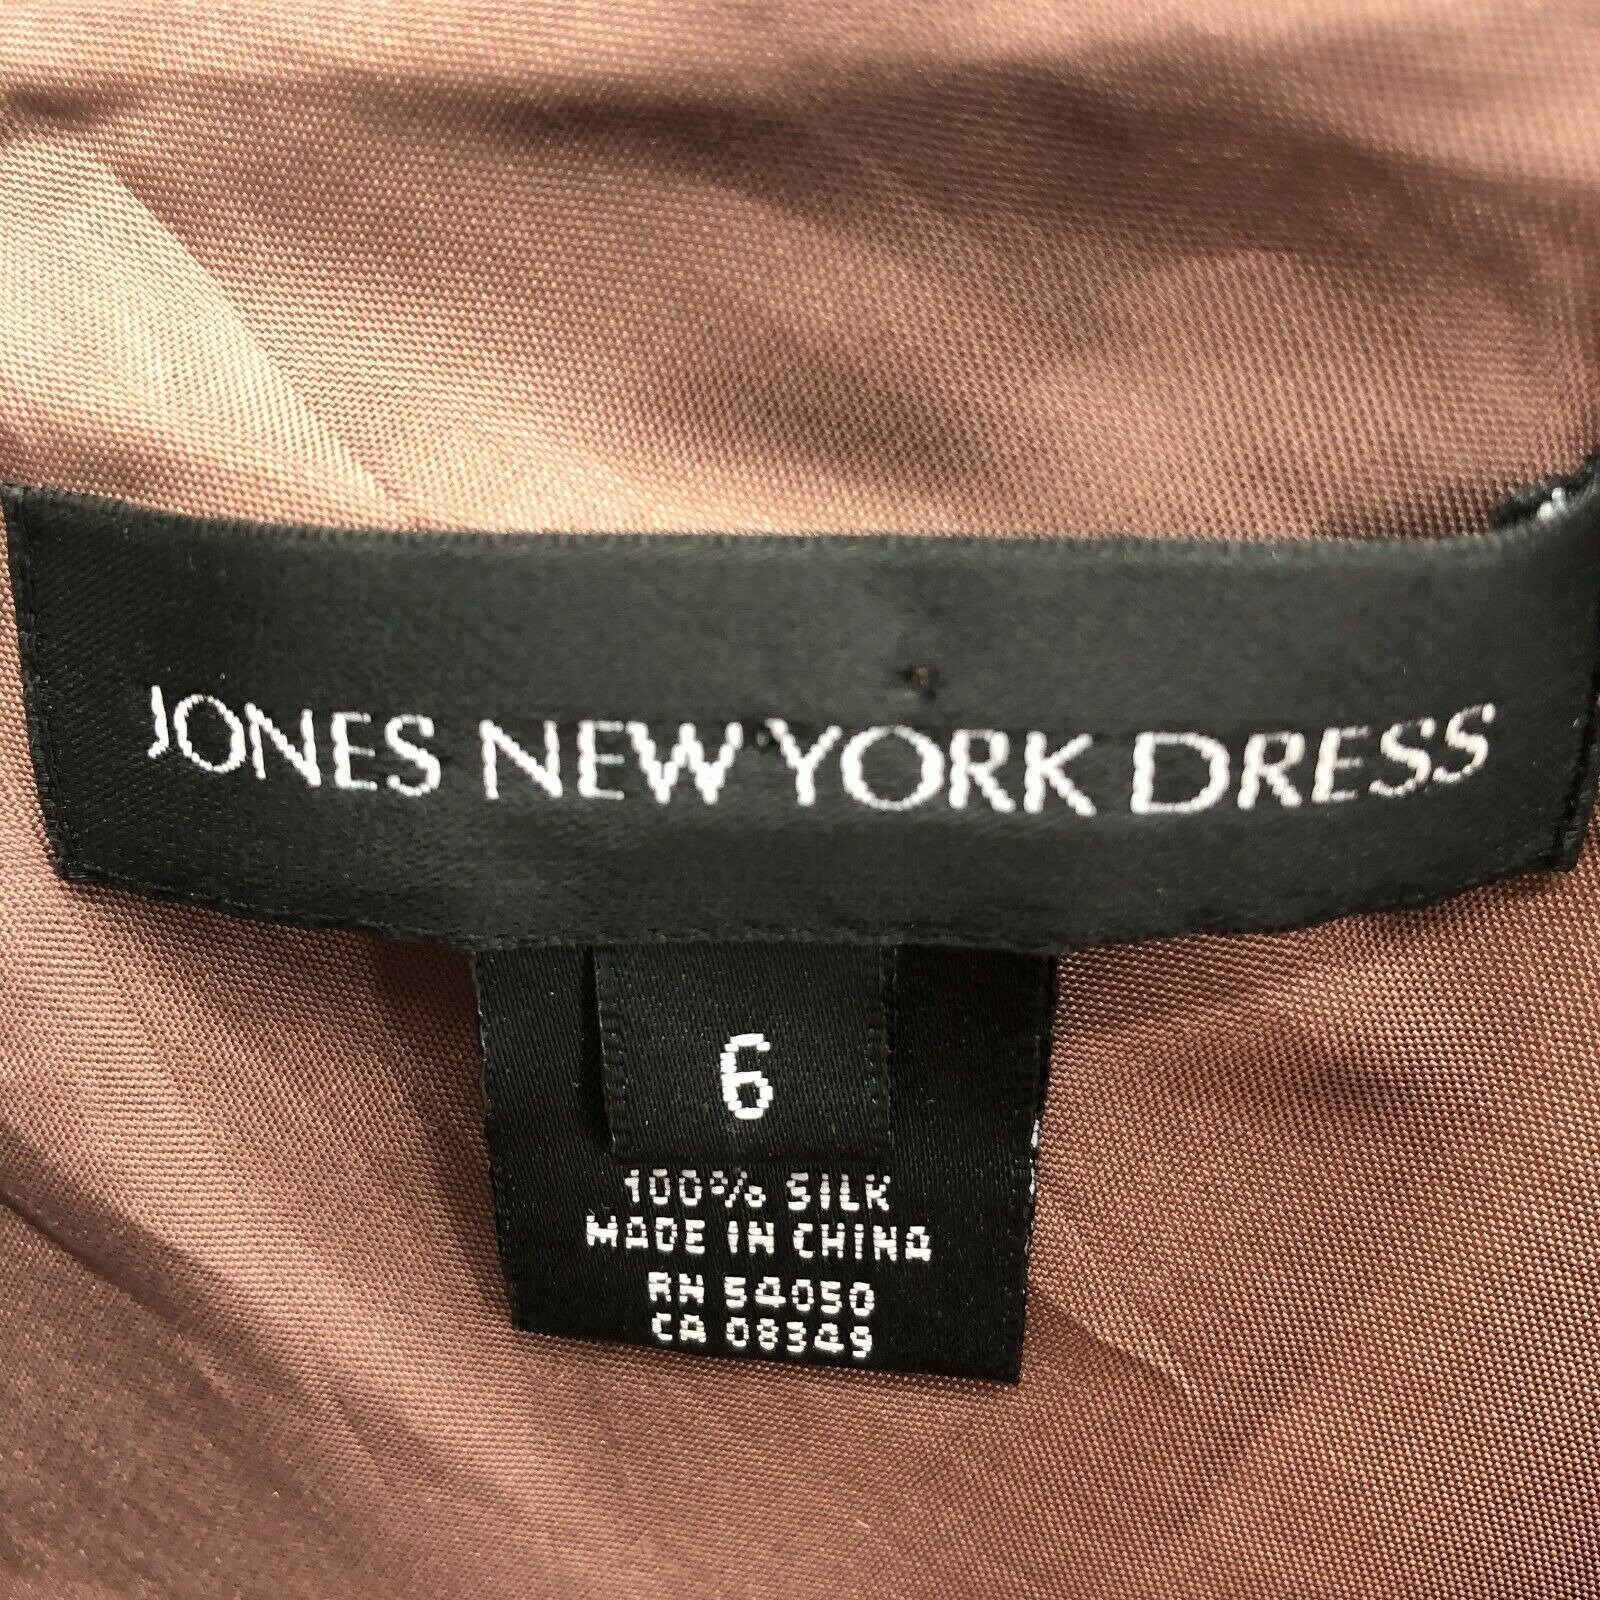 JONES NEW YORK DRESS
6
100% SILK
MADE IN CHINA
RN 54050
CA 08349